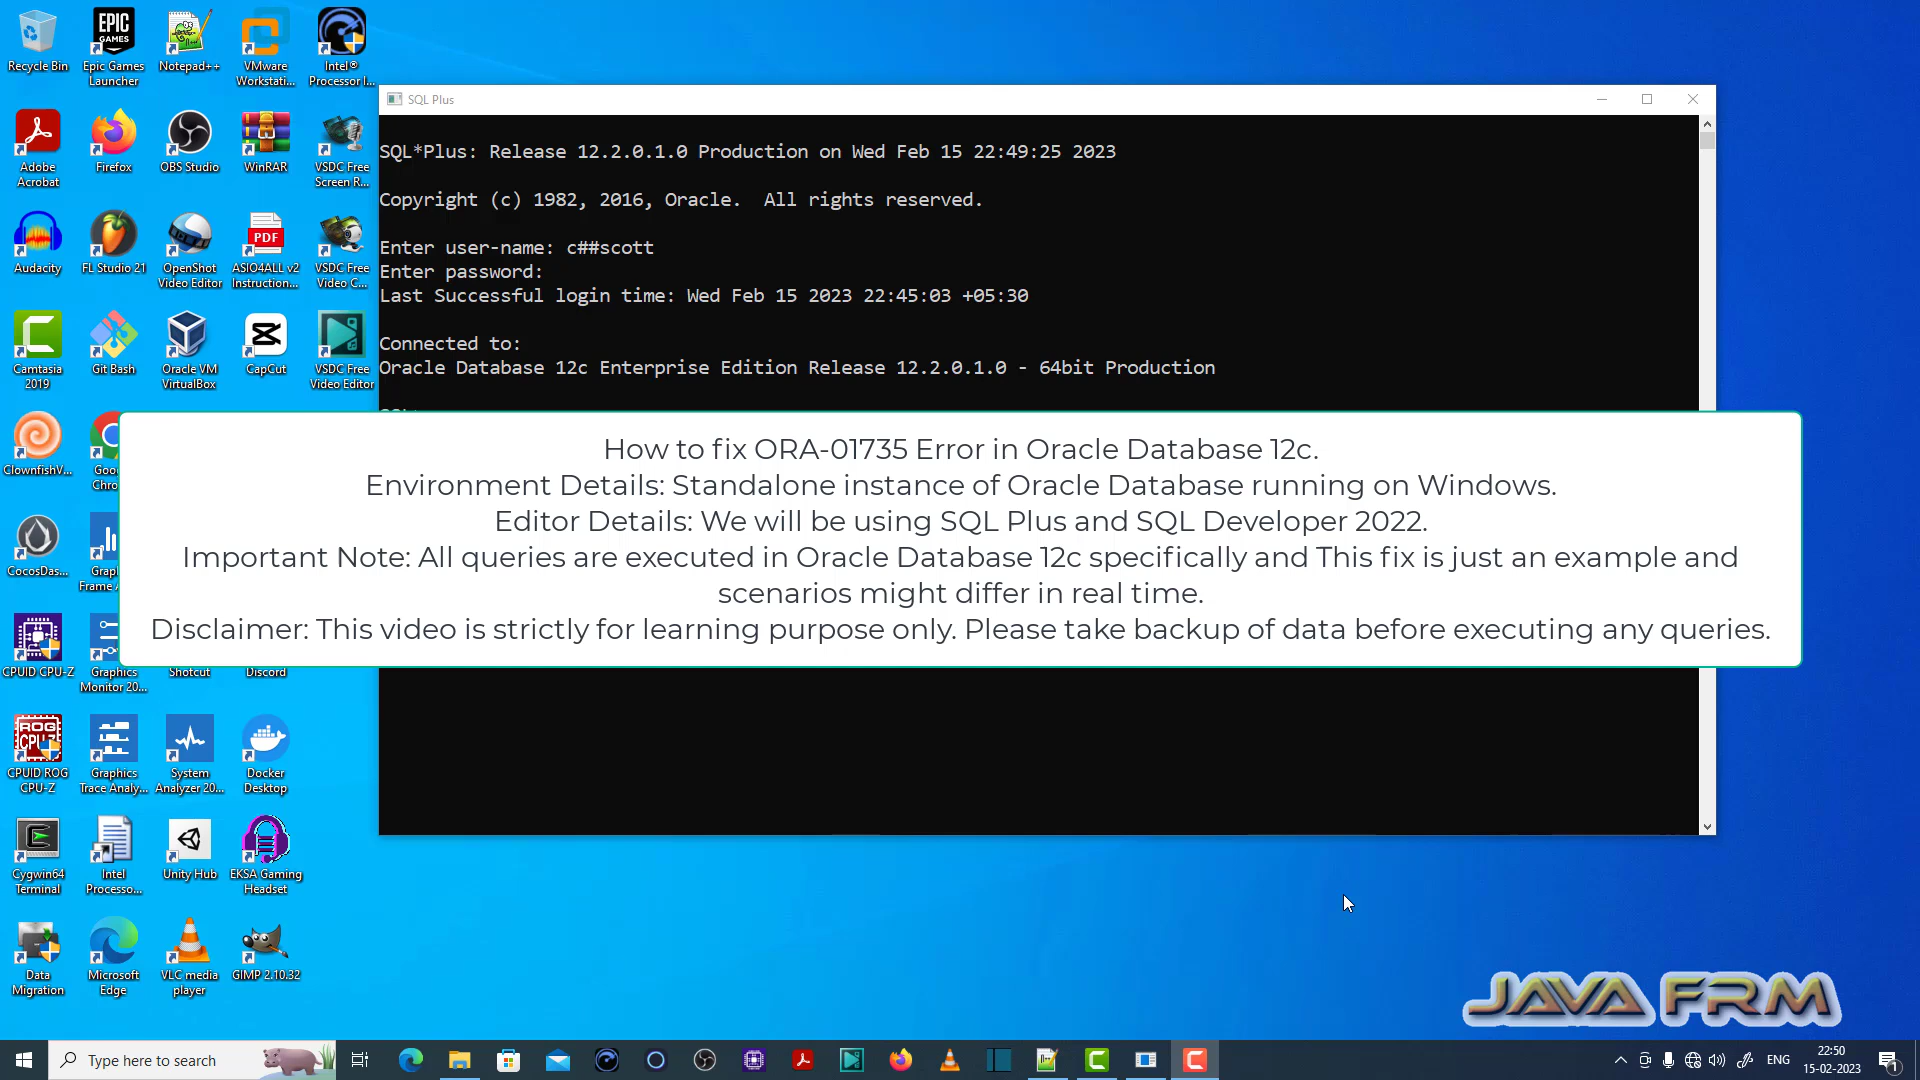 Recycle Bin
Epic Games Launcher
Notepad++
VMware Workstati...
Intel® Processor I...
Adobe Acrobat
Firefox
OBS Studio
WinRAR
VSDC Free Screen R...
Audacity
FL Studio 21
OpenShot Video Editor
ASIO4ALL v2 Instruction...
VSDC Free Video C...
Camtasia 2019
Git Bash
Oracle VM VirtualBox
CapCut
VSDC Free Video Editor
ClownfishV...
CocosDas...
CPUID CPU-Z
Graphics Monitor 20...
Shotcut
Discord
CPUID ROG CPU-Z
Graphics Trace Analy...
System Analyzer 20...
Docker Desktop
Cygwin64 Terminal
Intel Processo...
Unity Hub
EKSA Gaming Headset
Data Migration
Microsoft Edge
VLC media player
GIMP 2.10.32
SQL Plus
SQL*Plus: Release 12.2.0.1.0 Production on Wed Feb 15 22:49:25 2023
Copyright (c) 1982, 2016, Oracle.  All rights reserved.
Enter user-name: c##scott
Enter password:
Last Successful login time: Wed Feb 15 2023 22:45:03 +05:30
Connected to:
Oracle Database 12c Enterprise Edition Release 12.2.0.1.0 - 64bit Production
How to fix ORA-01735 Error in Oracle Database 12c.
Environment Details: Standalone instance of Oracle Database running on Windows.
Editor Details: We will be using SQL Plus and SQL Developer 2022.
Important Note: All queries are executed in Oracle Database 12c specifically and This fix is just an example and
scenarios might differ in real time.
Disclaimer: This video is strictly for learning purpose only. Please take backup of data before executing any queries.
JAVA FRM
Type here to search
ENG
22:50
15-02-2023